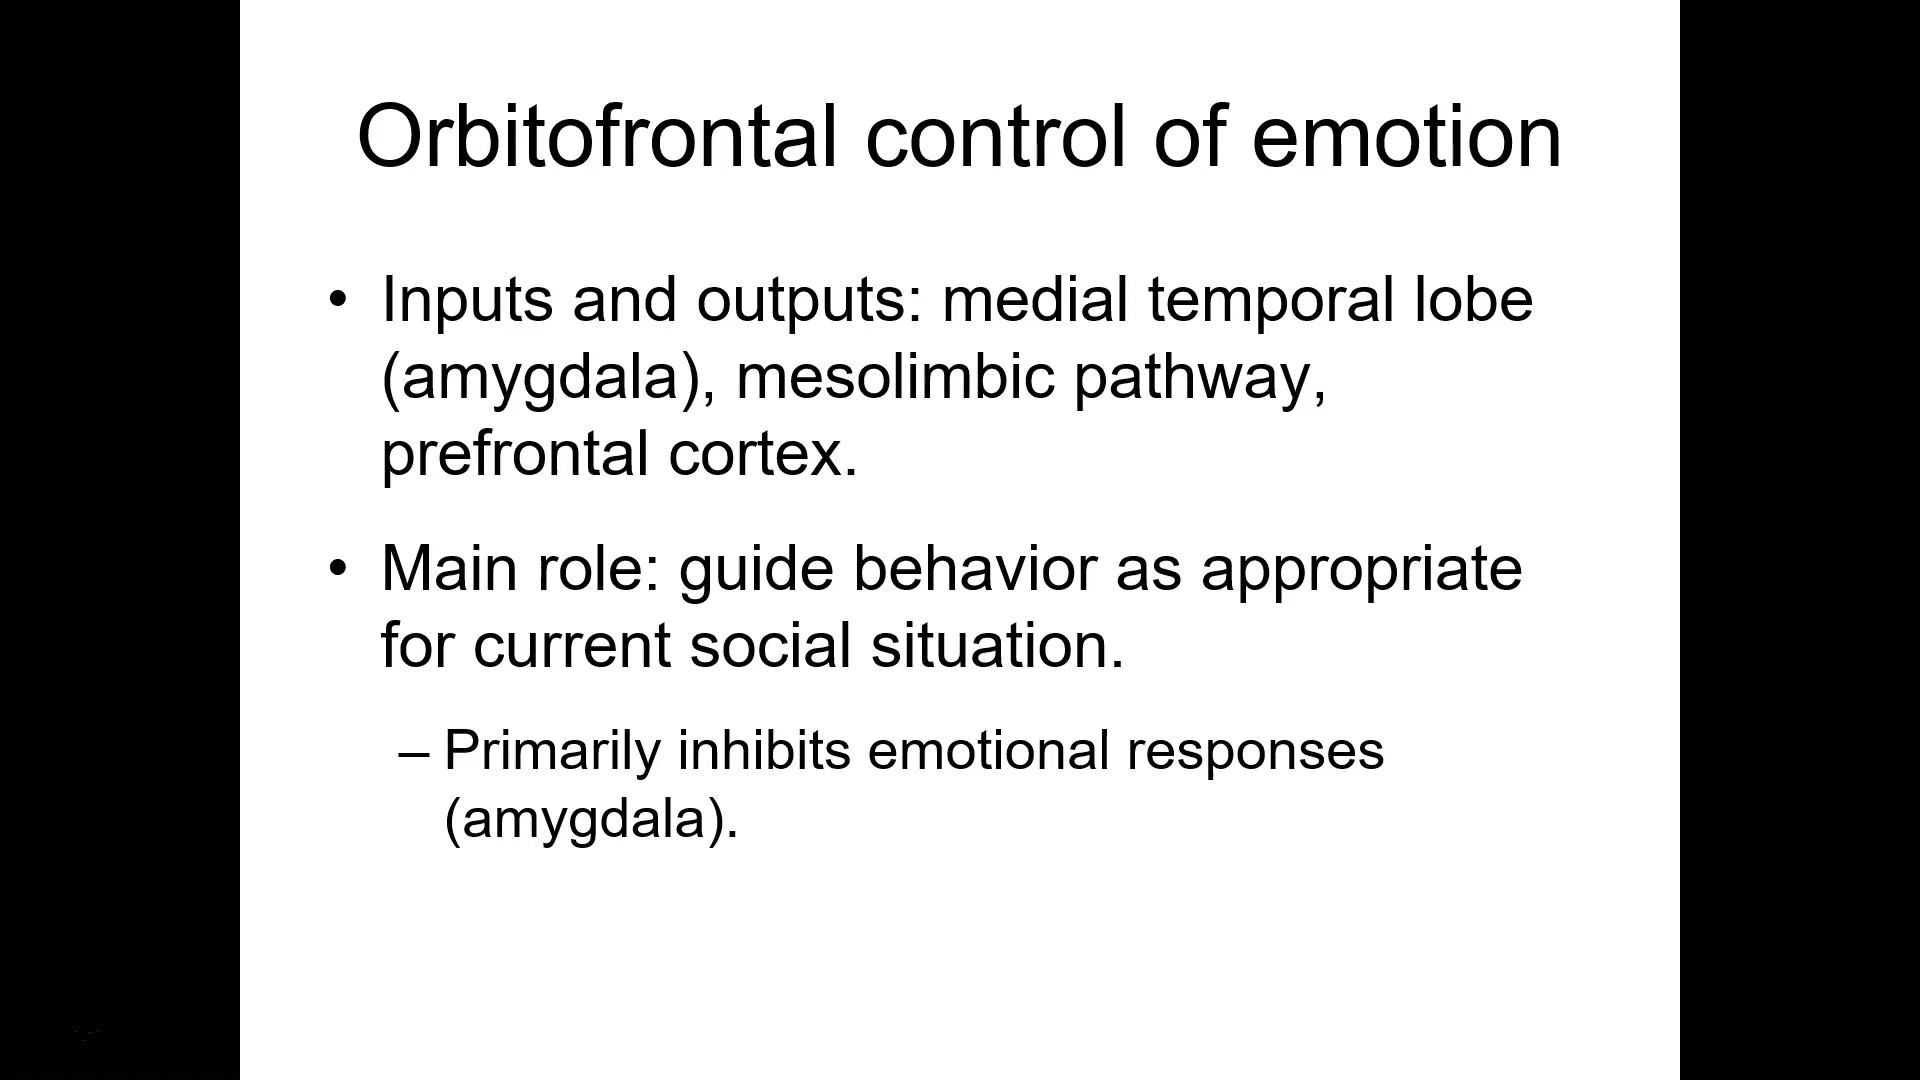 Orbitofrontal control of emotion
• Inputs and outputs: medial temporal lobe
(amygdala), mesolimbic pathway,
prefrontal cortex.
• Main role: guide behavior as appropriate
for current social situation.
– Primarily inhibits emotional responses
(amygdala).